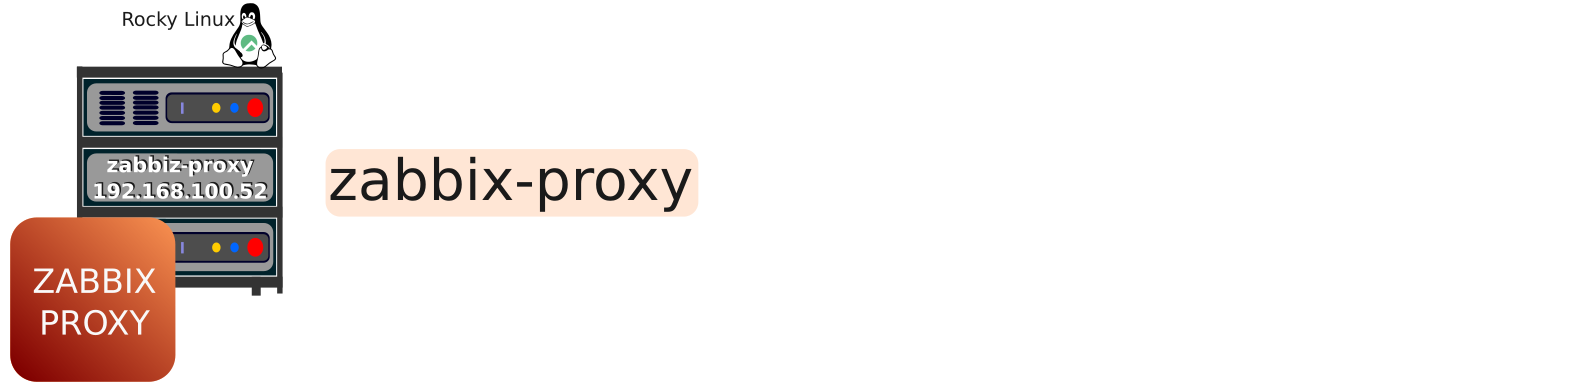 Rocky Linux
zabbiz-proxy
192.168.100.52
zabbix-proxy
ZABBIX
PROXY